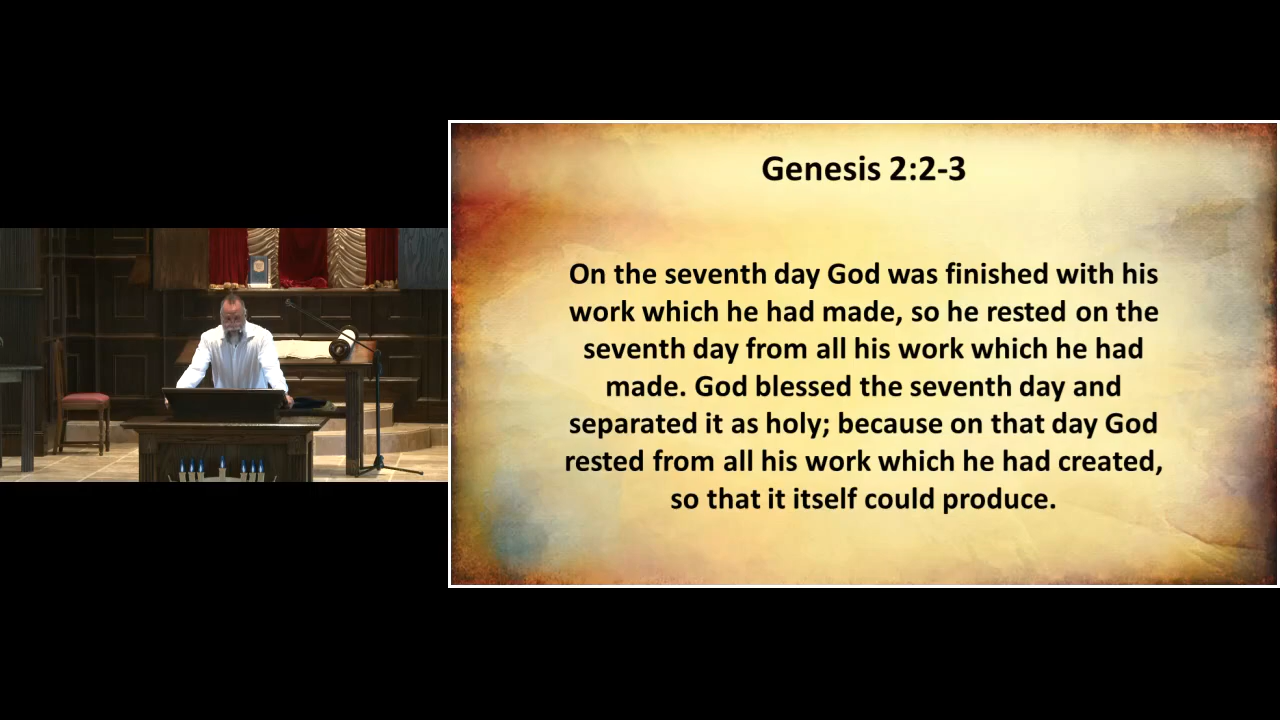 Genesis 2:2-3
On the seventh day God was finished with his
work which he had made, so he rested on the
seventh day from all his work which he had
made. God blessed the seventh day and
separated it as holy; because on that day God
rested from all his work which he had created,
so that it itself could produce.